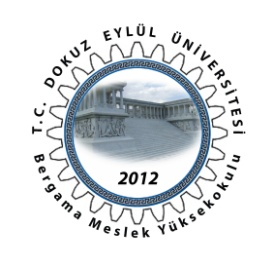 T.C. DOKUZ EYLÜL ÜNİVERSİTESİ
Bergama Meslek Yüksekokulu
2012